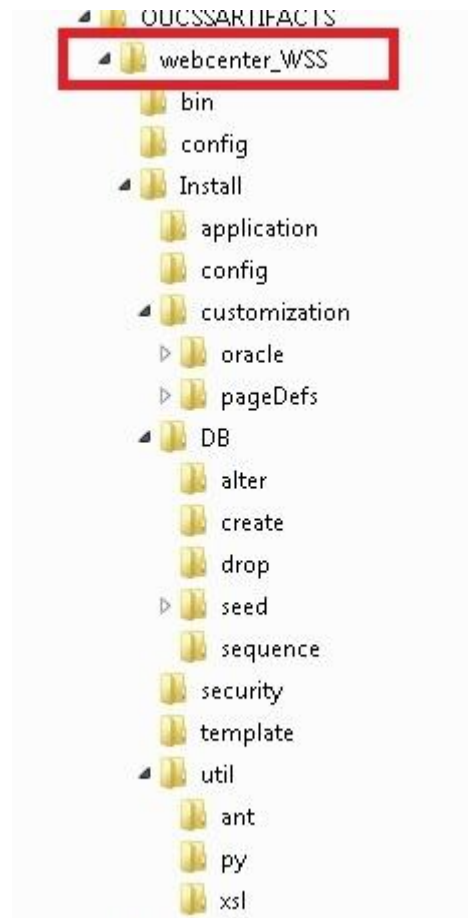 OUCSSARTIFACTS
webcenter_WSS
bin
config
Install
application
config
customization
oracle
pageDefs
DB
alter
create
drop
seed
sequence
security
template
util
ant
py
xsl